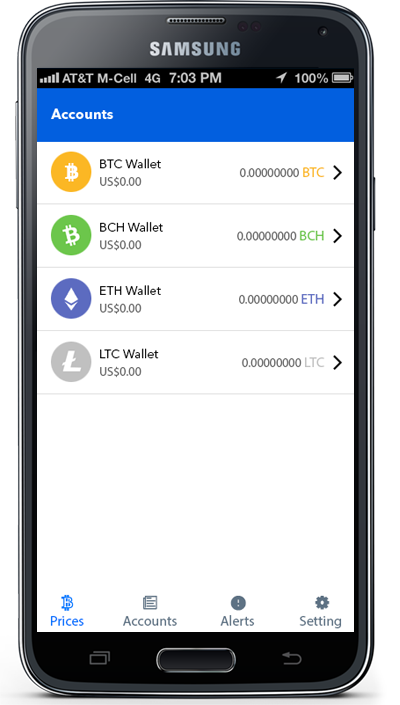 SAMSUNG
AT&T M-Cell 4G 7:03 PM 100%
Accounts
BTC Wallet
US$0.00
0.00000000 BTC
BCH Wallet
US$0.00
0.00000000 BCH
ETH Wallet
US$0.00
0.00000000 ETH
LTC Wallet
US$0.00
0.00000000 LTC
Prices Accounts Alerts Setting